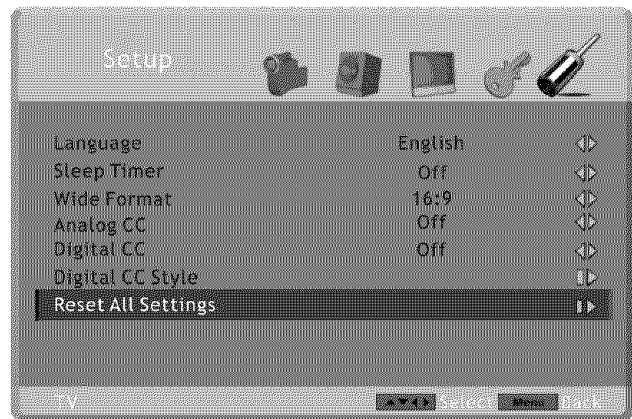 Setup
Language English
Sleep Timer Off
Wide Format 16:9
Analog CC Off
Digital CC Off
Digital CC Style
Reset All Settings
TV Select Menu Back